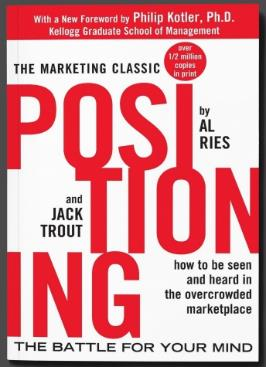 With a New Foreword by Philip Kotler, Ph.D.
Kellogg Graduate School of Management
THE MARKETING CLASSIC
over
1/2 million
copies
in print
POSI
TION
ING
by
AL
RIES
and
JACK
TROUT
how to be seen
and heard in
the overcrowded
marketplace
THE BATTLE FOR YOUR MIND